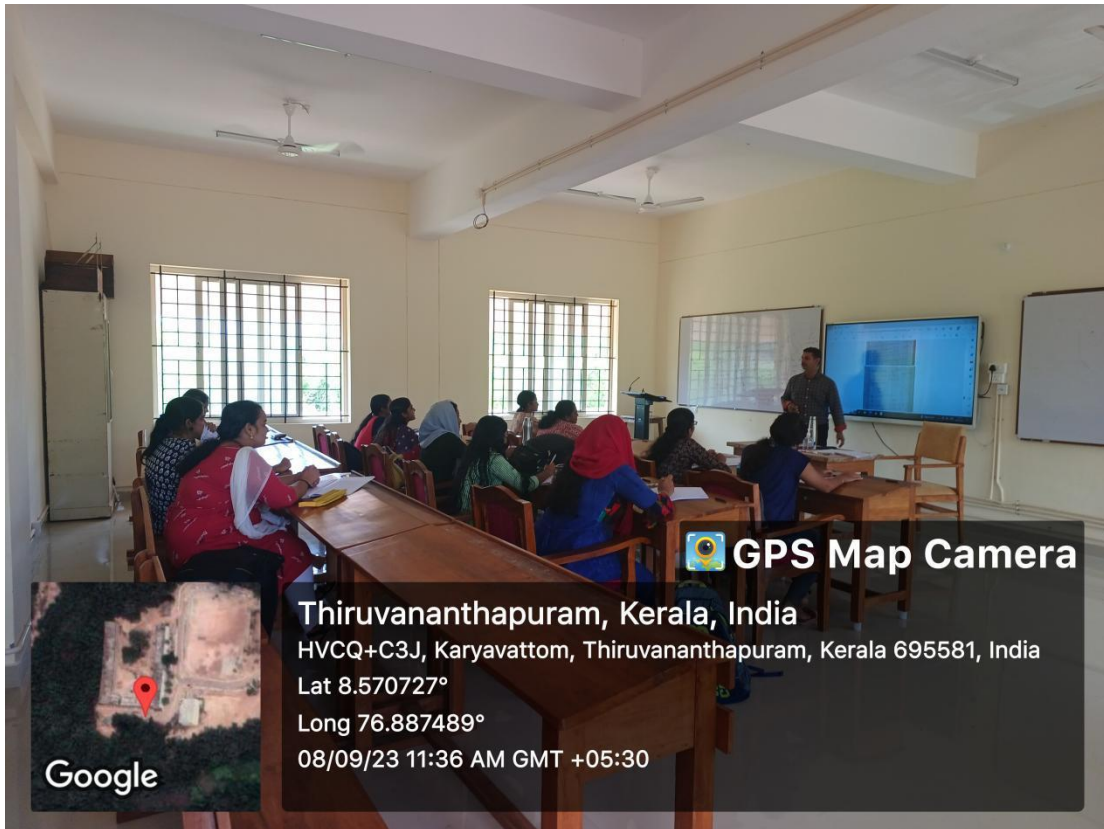 GPS Map Camera
Thiruvananthapuram, Kerala, India
HVCQ+C3J, Karyavattom, Thiruvananthapuram, Kerala 695581, India
Lat 8.570727°
Long 76.887489°
08/09/23 11:36 AM GMT +05:30
Google